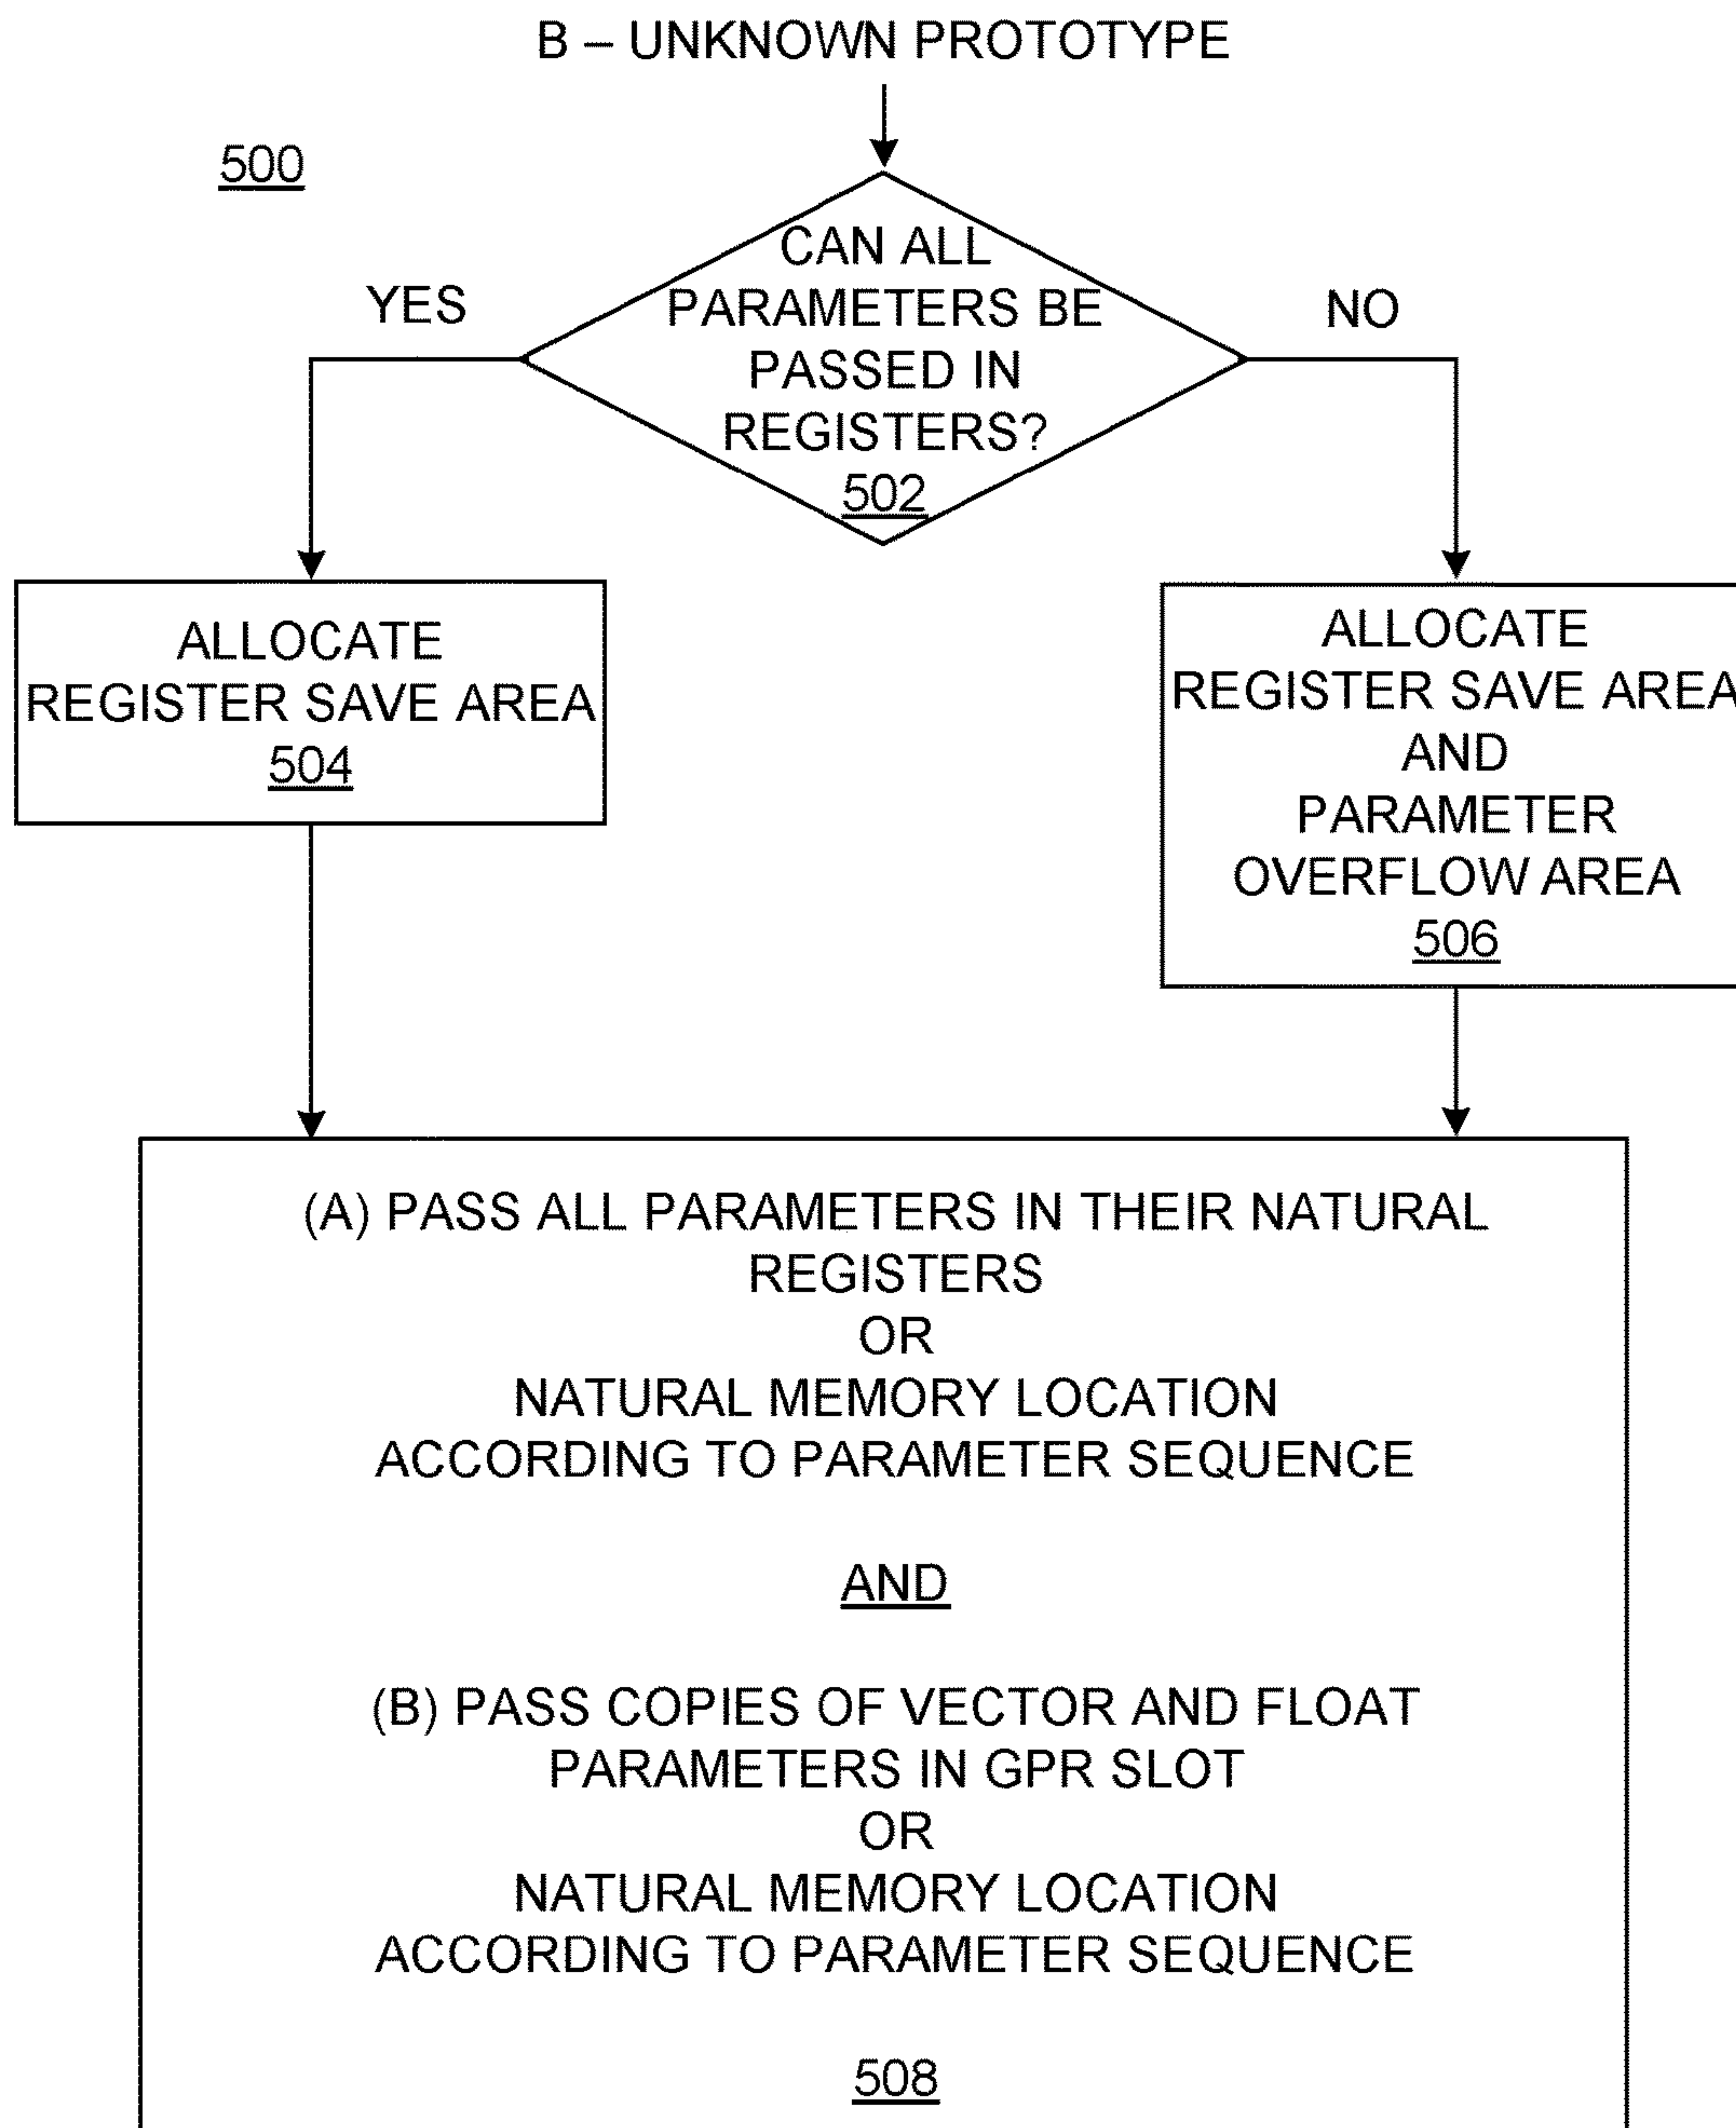 B – UNKNOWN PROTOTYPE
500
CAN ALL
PARAMETERS BE
PASSED IN
REGISTERS?
502
YES
NO
ALLOCATE
REGISTER SAVE AREA
504
ALLOCATE
REGISTER SAVE AREA
AND
PARAMETER
OVERFLOW AREA
506
(A) PASS ALL PARAMETERS IN THEIR NATURAL
REGISTERS
OR
NATURAL MEMORY LOCATION
ACCORDING TO PARAMETER SEQUENCE
AND
(B) PASS COPIES OF VECTOR AND FLOAT
PARAMETERS IN GPR SLOT
OR
NATURAL MEMORY LOCATION
ACCORDING TO PARAMETER SEQUENCE
508